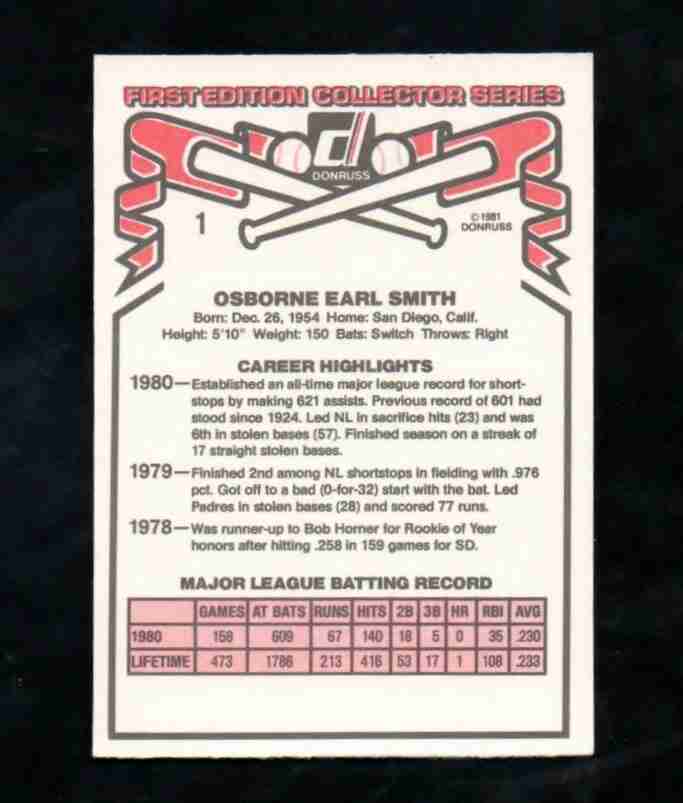 FIRST EDITION COLLECTOR SERIES
d
DONRUSS
1
© 1981
DONRUSS
OSBORNE EARL SMITH
Born: Dec. 26, 1954 Home: San Diego, Calif.
Height: 5'10" Weight: 150 Bats: Switch Throws: Right
CAREER HIGHLIGHTS
1980—Established an all-time major league record for short-
stops by making 621 assists. Previous record of 601 had
stood since 1924. Led NL in sacrifice hits (23) and was
6th in stolen bases (57). Finished season on a streak of
17 straight stolen bases.
1979—Finished 2nd among NL shortstops in fielding with .976
pct. Got off to a bad (0-for-32) start with the bat. Led
Padres in stolen bases (28) and scored 77 runs.
1978—Was runner-up to Bob Horner for Rookie of Year
honors after hitting .258 in 159 games for SD.
MAJOR LEAGUE BATTING RECORD
GAMES AT BATS RUNS HITS 2B 3B HR RBI AVG
1980 158 609 67 140 18 5 0 35 .230
LIFETIME 473 1786 213 416 53 17 1 108 .233